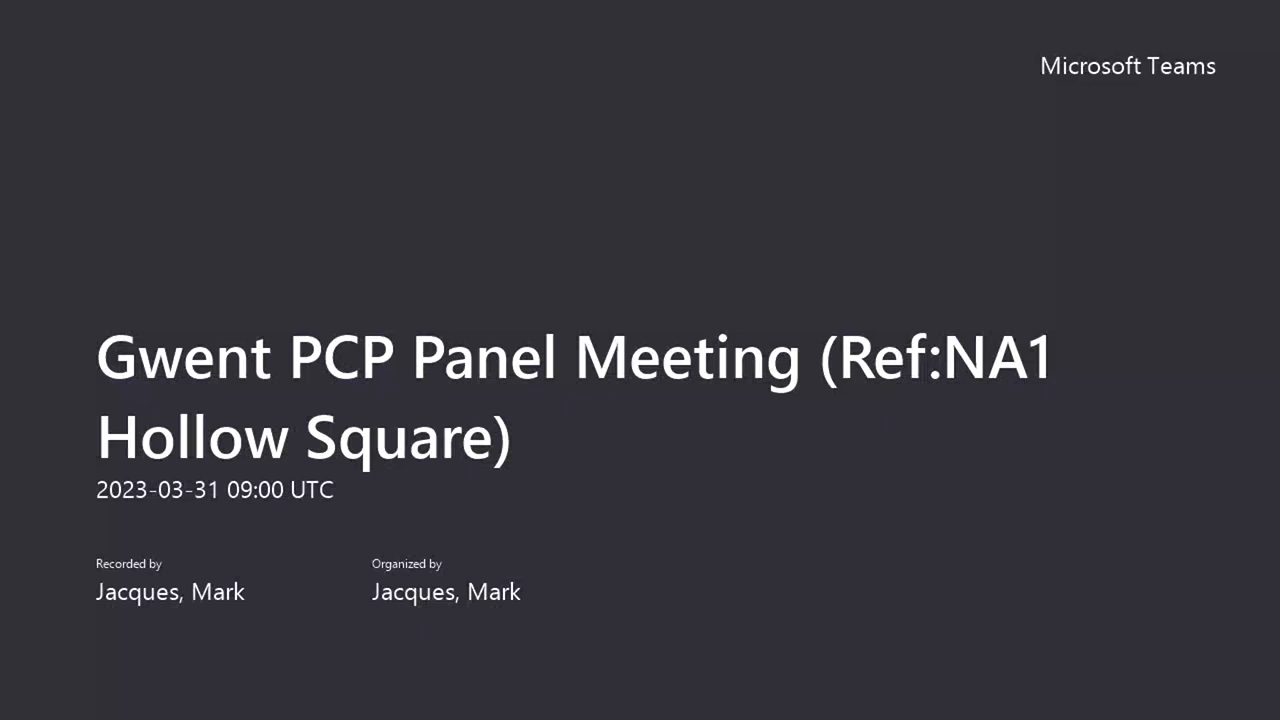 Microsoft Teams
Gwent PCP Panel Meeting (Ref:NA1
Hollow Square)
2023-03-31 09:00 UTC
Recorded by
Organized by
Jacques, Mark
Jacques, Mark